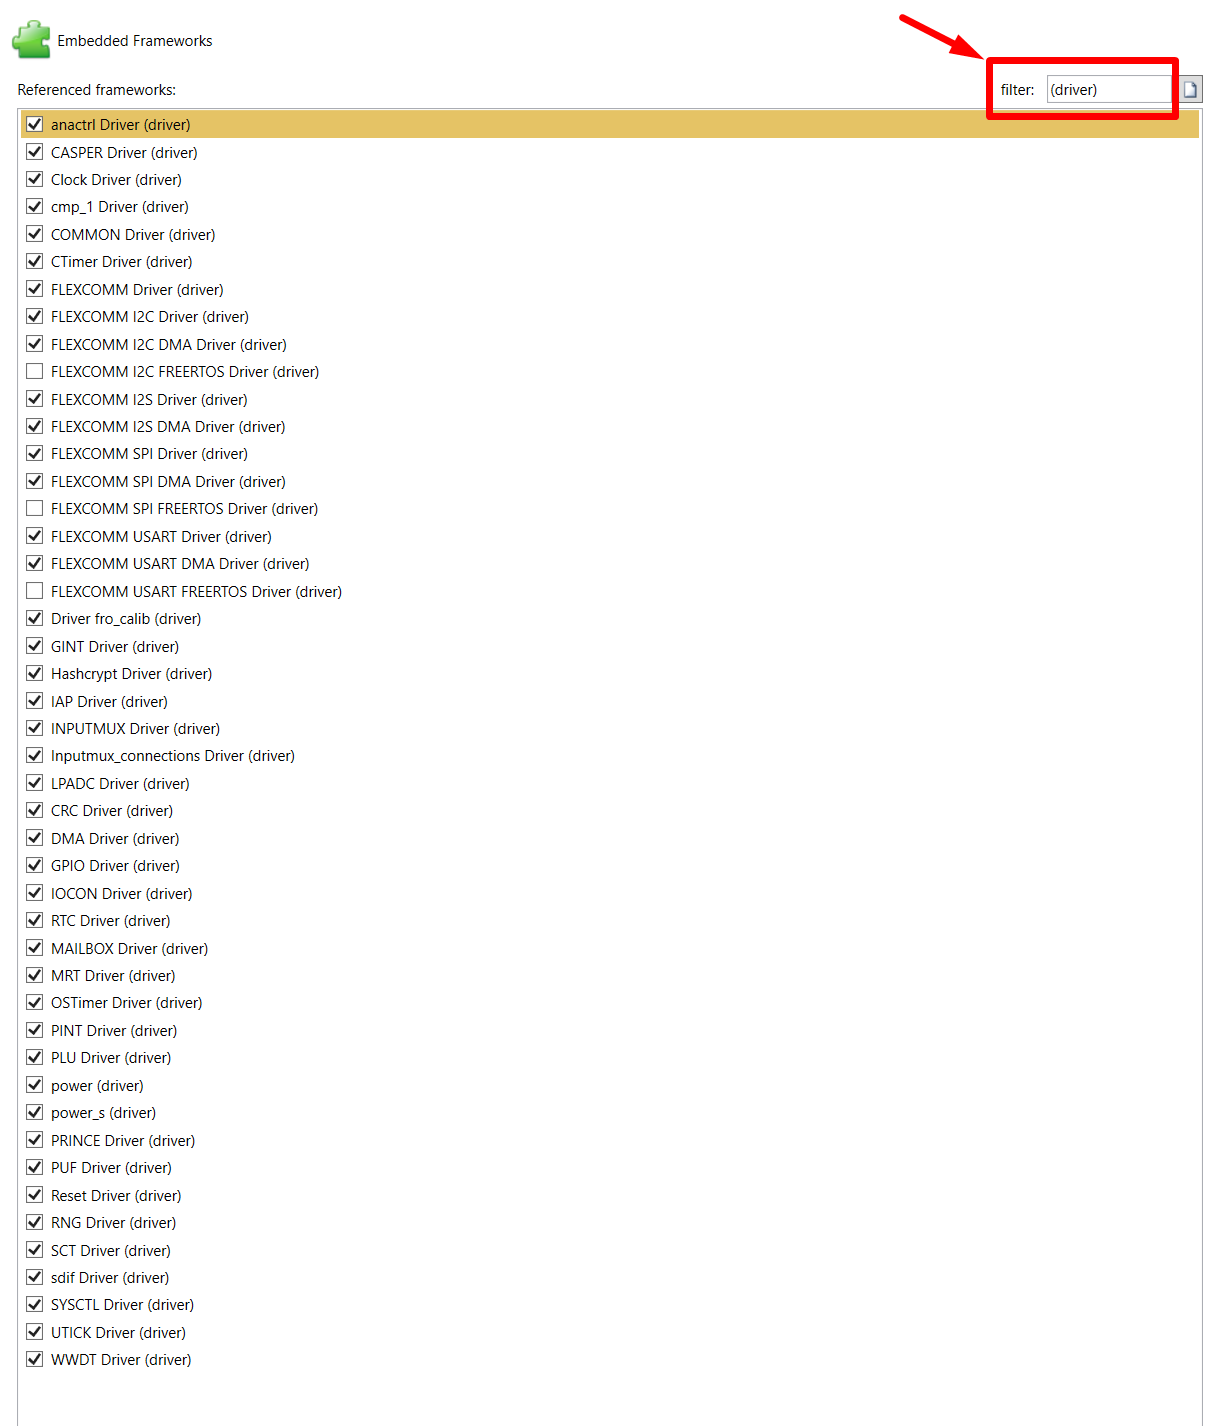 Embedded Frameworks
Referenced frameworks:
filter: (driver)
anactrl Driver (driver)
CASPER Driver (driver)
Clock Driver (driver)
cmp_1 Driver (driver)
COMMON Driver (driver)
CTimer Driver (driver)
FLEXCOMM Driver (driver)
FLEXCOMM I2C Driver (driver)
FLEXCOMM I2C DMA Driver (driver)
FLEXCOMM I2C FREERTOS Driver (driver)
FLEXCOMM I2S Driver (driver)
FLEXCOMM I2S DMA Driver (driver)
FLEXCOMM SPI Driver (driver)
FLEXCOMM SPI DMA Driver (driver)
FLEXCOMM SPI FREERTOS Driver (driver)
FLEXCOMM USART Driver (driver)
FLEXCOMM USART DMA Driver (driver)
FLEXCOMM USART FREERTOS Driver (driver)
Driver fro_calib (driver)
GINT Driver (driver)
Hashcrypt Driver (driver)
IAP Driver (driver)
INPUTMUX Driver (driver)
Inputmux_connections Driver (driver)
LPADC Driver (driver)
CRC Driver (driver)
DMA Driver (driver)
GPIO Driver (driver)
IOCON Driver (driver)
RTC Driver (driver)
MAILBOX Driver (driver)
MRT Driver (driver)
OSTimer Driver (driver)
PINT Driver (driver)
PLU Driver (driver)
power (driver)
power_s (driver)
PRINCE Driver (driver)
PUF Driver (driver)
Reset Driver (driver)
RNG Driver (driver)
SCT Driver (driver)
sdif Driver (driver)
SYSCTL Driver (driver)
UTICK Driver (driver)
WWDT Driver (driver)